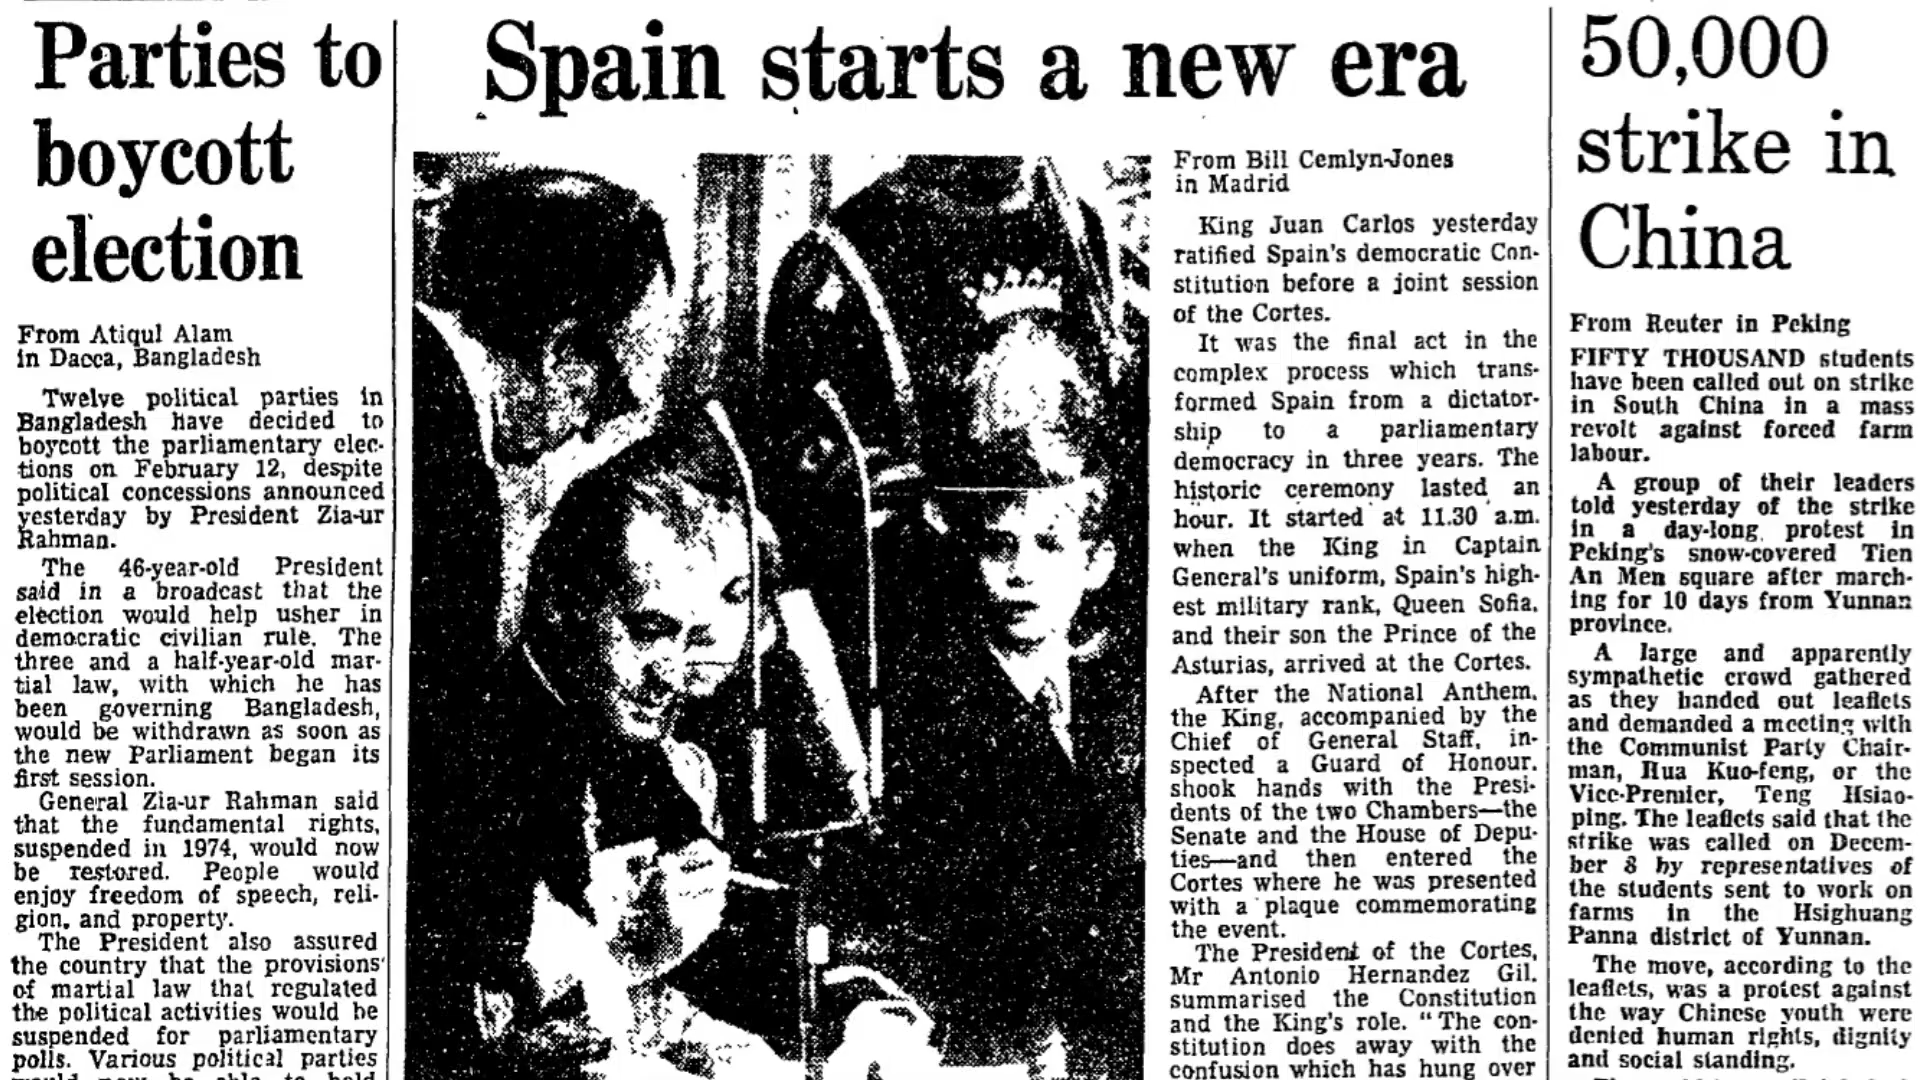 Parties to
boycott
election
From Atiqul Alam
in Dacca, Bangladesh
Twelve political parties in
Bangladesh have decided to
boycott the parliamentary elec-
tions on February 12, despite
political concessions announced
yesterday by President Zia-ur
Rahman.
The 46-year-old President
said in a broadcast that the
election would help usher in
democratic civilian rule. The
three and a half-year-old mar-
tial law, with which he has
been governing Bangladesh,
would be withdrawn as soon as
the new Parliament began its
first session.
General Zia-ur Rahman said
that the fundamental rights,
suspended in 1974, would now
be restored. People would
enjoy freedom of speech, reli-
gion, and property.
The President also assured
the country that the provisions
of martial law that regulated
the political activities would be
suspended for parliamentary
polls. Various political parties
would now be able to hold
Spain starts a new era
From Bill Cemlyn-Jones
in Madrid
King Juan Carlos yesterday
ratified Spain's democratic Con-
stitution before a joint session
of the Cortes.
It was the final act in the
complex process which trans-
formed Spain from a dictator-
ship to a parliamentary
democracy in three years. The
historic ceremony lasted an
hour. It started at 11.30 a.m.
when the King in Captain
General's uniform, Spain's high-
est military rank, Queen Sofia,
and their son the Prince of the
Asturias, arrived at the Cortes.
After the National Anthem,
the King, accompanied by the
Chief of General Staff, in-
spected a Guard of Honour,
shook hands with the Presi-
dents of the two Chambers—the
Senate and the House of Depu-
ties—and then entered the
Cortes where he was presented
with a plaque commemorating
the event.
The President of the Cortes,
Mr Antonio Hernandez Gil,
summarised the Constitution
and the King's role. "The con-
stitution does away with the
confusion which has hung over
50,000
strike in
China
From Reuter in Peking
FIFTY THOUSAND students
have been called out on strike
in South China in a mass
revolt against forced farm
labour.
A group of their leaders
told yesterday of the strike
in a day-long protest in
Peking's snow-covered Tien
An Men square after march-
ing for 10 days from Yunnan
province.
A large and apparently
sympathetic crowd gathered
as they handed out leaflets
and demanded a meeting with
the Communist Party Chair-
man, Hua Kuo-feng, or the
Vice-Premier, Teng Hsiao-
ping. The leaflets said that the
strike was called on Decem-
ber 8 by representatives of
the students sent to work on
farms in the Hsighuang
Panna district of Yunnan.
The move, according to the
leaflets, was a protest against
the way Chinese youth were
denied human rights, dignity
and social standing.